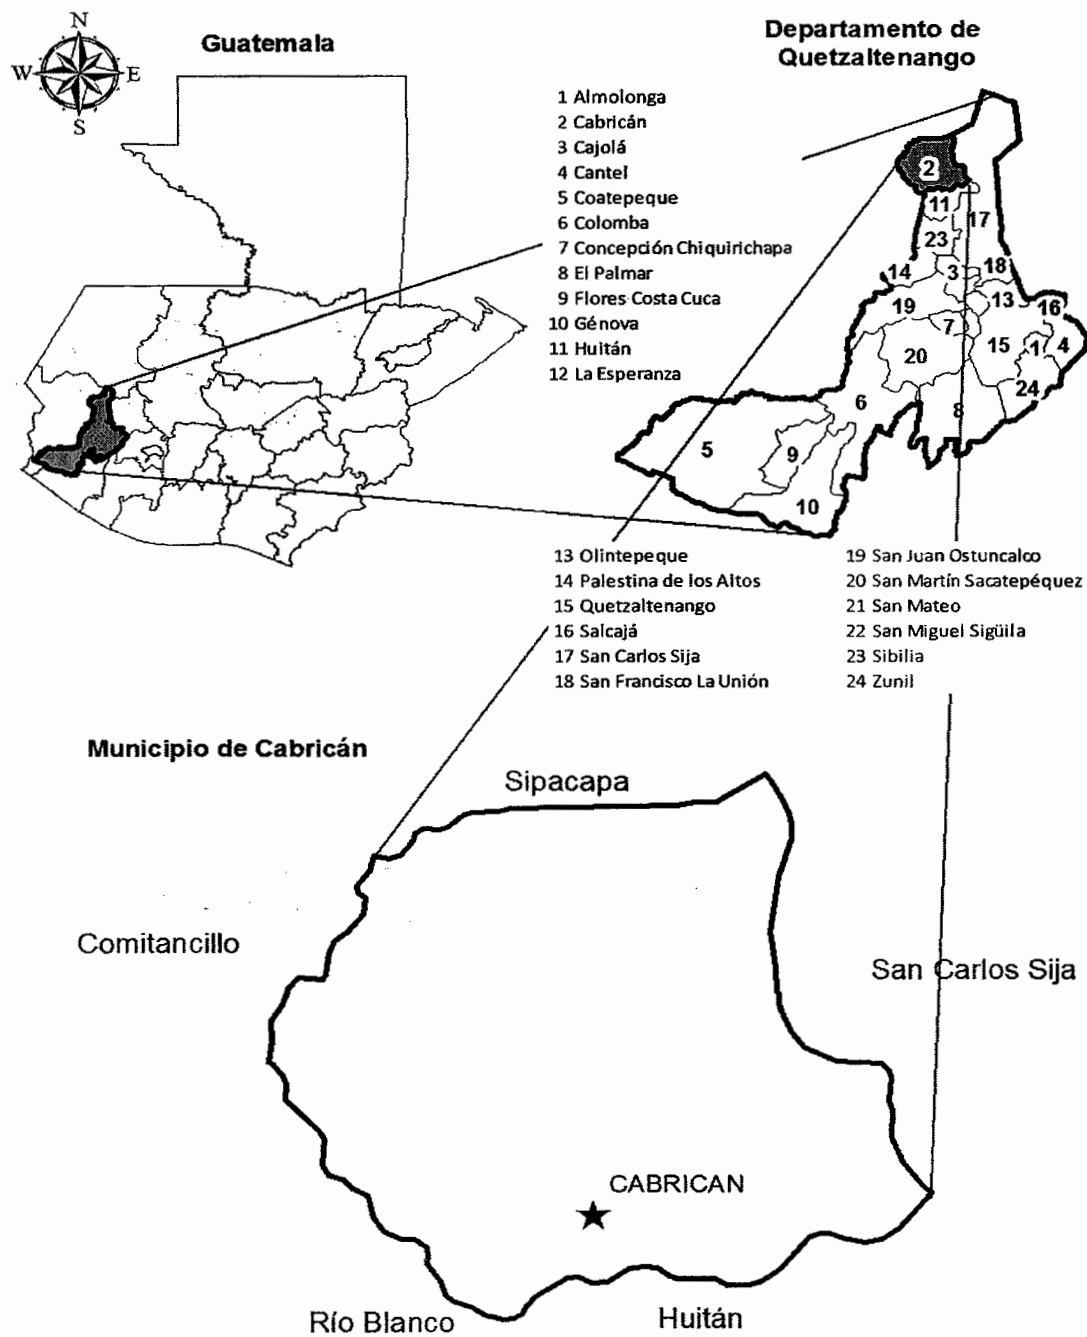 N
W E
S
Guatemala
Departamento de
Quetzaltenango
1 Almolonga
2 Cabricán
3 Cajolá
4 Cantel
5 Coatepeque
6 Colomba
7 Concepción Chiquirichapa
8 El Palmar
9 Flores Costa Cuca
10 Génova
11 Huitán
12 La Esperanza
2
11
17
23
14
3
18
19
13
16
7
20
15
1
4
24
6
8
5
9
10
13 Olintepeque
14 Palestina de los Altos
15 Quetzaltenango
16 Salcajá
17 San Carlos Sija
18 San Francisco La Unión
19 San Juan Ostuncalco
20 San Martín Sacatepéquez
21 San Mateo
22 San Miguel Sigüila
23 Sibilia
24 Zunil
Municipio de Cabricán
Sipacapa
Comitancillo
San Carlos Sija
CABRICAN
Río Blanco
Huitán